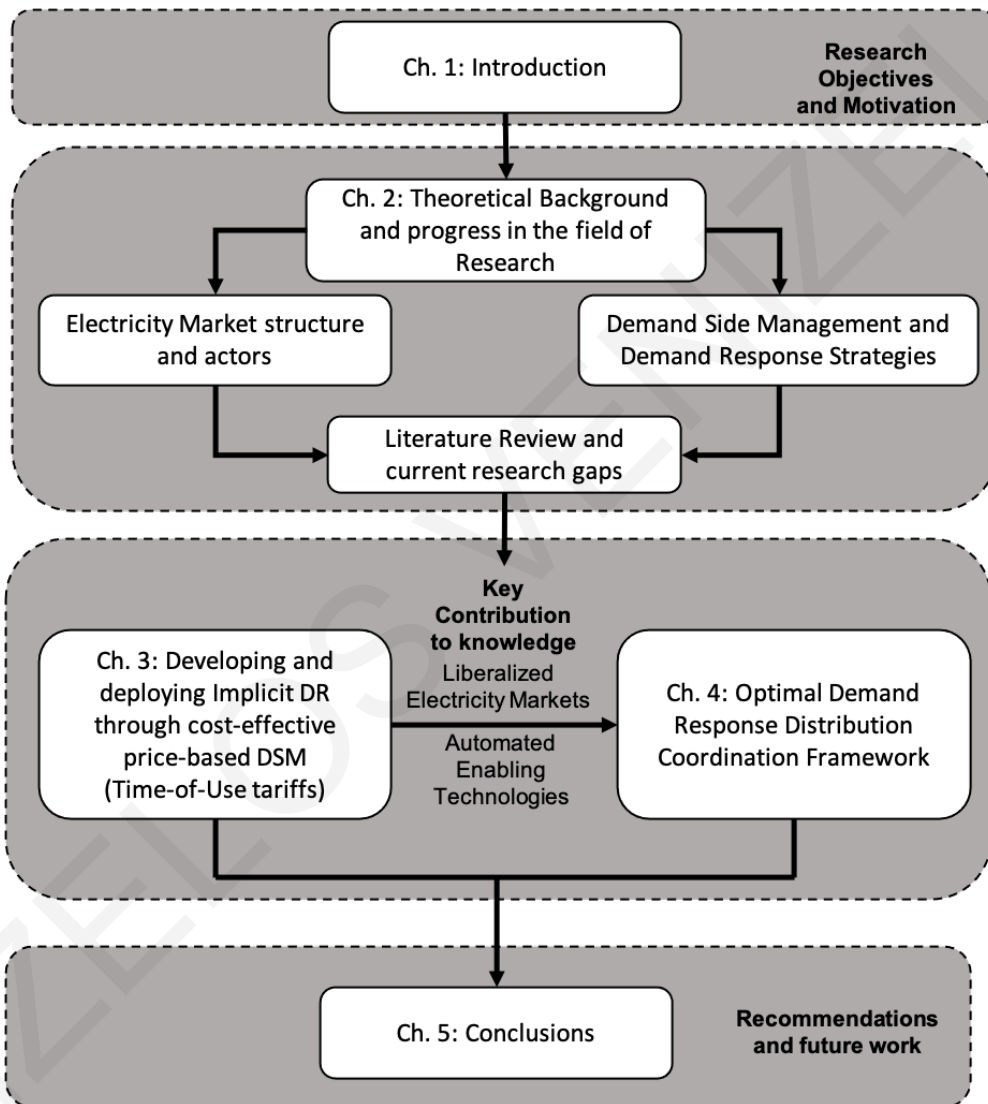 Ch. 1: Introduction
Research
Objectives
and Motivation
Ch. 2: Theoretical Background
and progress in the field of
Research
Electricity Market structure
and actors
Demand Side Management and
Demand Response Strategies
Literature Review and
current research gaps
Key
Contribution
to knowledge
Ch. 3: Developing and
deploying Implicit DR
through cost-effective
price-based DSM
(Time-of-Use tariffs)
Liberalized
Electricity Markets
Automated
Enabling
Technologies
Ch. 4: Optimal Demand
Response Distribution
Coordination Framework
Ch. 5: Conclusions
Recommendations
and future work
ZELOS VENIZEL